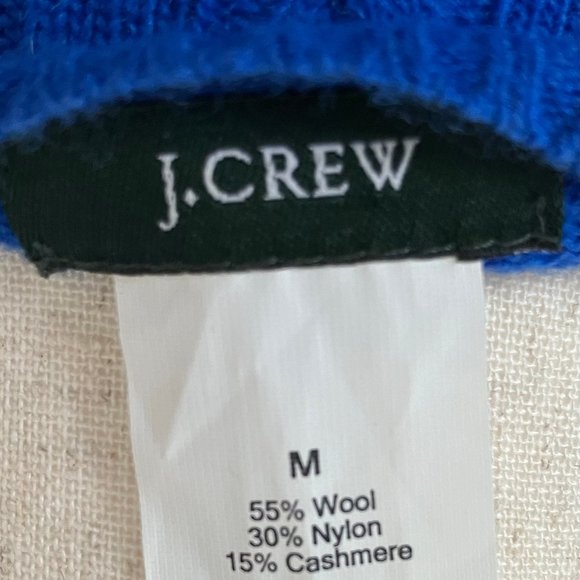 J.CREW
M
55% Wool
30% Nylon
15% Cashmere